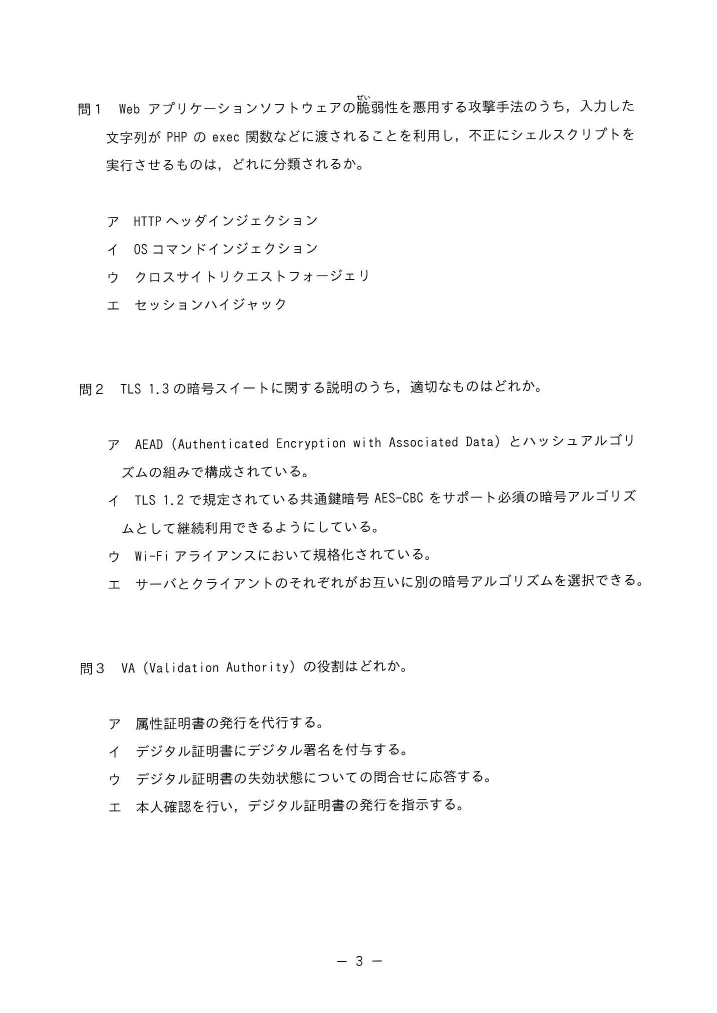 問1 Web アプリケーションソフトウェアの脆弱性を悪用する攻撃手法のうち，入力した
ぜい
文字列が PHP の exec 関数などに渡されることを利用し，不正にシェルスクリプトを
実行させるものは，どれに分類されるか。
ア HTTP ヘッダインジェクション
イ OS コマンドインジェクション
ウ クロスサイトリクエストフォージェリ
エ セッションハイジャック
問2 TLS 1.3 の暗号スイートに関する説明のうち，適切なものはどれか。
ア AEAD（Authenticated Encryption with Associated Data）とハッシュアルゴリ
ズムの組みで構成されている。
イ TLS 1.2 で規定されている共通鍵暗号 AES-CBC をサポート必須の暗号アルゴリズ
ムとして継続利用できるようにしている。
ウ Wi-Fi アライアンスにおいて規格化されている。
エ サーバとクライアントのそれぞれがお互いに別の暗号アルゴリズムを選択できる。
問3 VA（Validation Authority）の役割はどれか。
ア 属性証明書の発行を代行する。
イ デジタル証明書にデジタル署名を付与する。
ウ デジタル証明書の失効状態についての問合せに応答する。
エ 本人確認を行い，デジタル証明書の発行を指示する。
－ 3 －